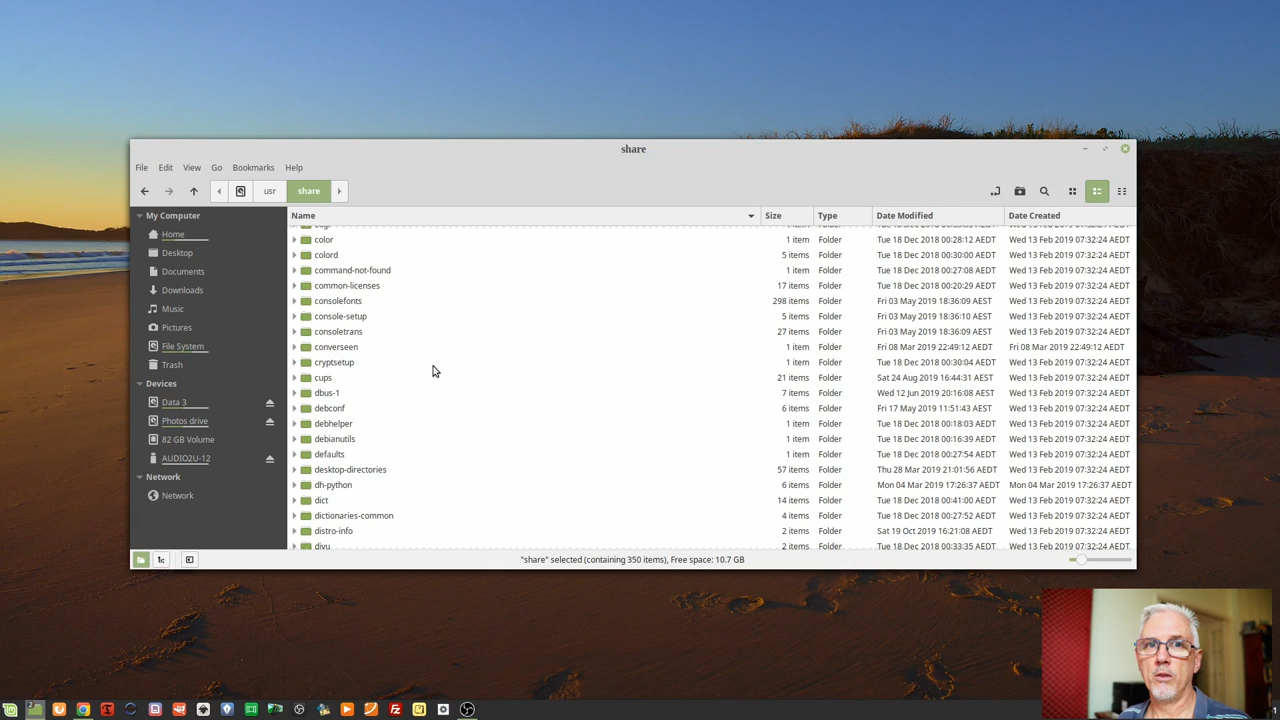 share
File Edit View Go Bookmarks Help
usr share
My Computer
Home
Desktop
Documents
Downloads
Music
Pictures
File System
Trash
Devices
Data 3
Photos drive
82 GB Volume
AUDIO2U-12
Network
Network
Name Size Type Date Modified Date Created
color 1 item Folder Tue 18 Dec 2018 00:28:12 AEDT Wed 13 Feb 2019 07:32:24 AEDT
colord 5 items Folder Tue 18 Dec 2018 00:30:00 AEDT Wed 13 Feb 2019 07:32:24 AEDT
command-not-found 1 item Folder Tue 18 Dec 2018 00:27:08 AEDT Wed 13 Feb 2019 07:32:24 AEDT
common-licenses 17 items Folder Tue 18 Dec 2018 00:20:29 AEDT Wed 13 Feb 2019 07:32:24 AEDT
consolefonts 298 items Folder Fri 03 May 2019 18:36:09 AEST Wed 13 Feb 2019 07:32:24 AEDT
console-setup 5 items Folder Fri 03 May 2019 18:36:10 AEST Wed 13 Feb 2019 07:32:24 AEDT
consoletrans 27 items Folder Fri 03 May 2019 18:36:09 AEST Wed 13 Feb 2019 07:32:24 AEDT
converseen 1 item Folder Fri 08 Mar 2019 22:49:12 AEDT Fri 08 Mar 2019 22:49:12 AEDT
cryptsetup 1 item Folder Tue 18 Dec 2018 00:30:04 AEDT Wed 13 Feb 2019 07:32:24 AEDT
cups 21 items Folder Sat 24 Aug 2019 16:44:31 AEST Wed 13 Feb 2019 07:32:24 AEDT
dbus-1 7 items Folder Wed 12 Jun 2019 20:16:08 AEST Wed 13 Feb 2019 07:32:24 AEDT
debconf 6 items Folder Fri 17 May 2019 11:51:43 AEST Wed 13 Feb 2019 07:32:24 AEDT
debhelper 1 item Folder Tue 18 Dec 2018 00:18:03 AEDT Wed 13 Feb 2019 07:32:24 AEDT
debianutils 1 item Folder Tue 18 Dec 2018 00:16:39 AEDT Wed 13 Feb 2019 07:32:24 AEDT
defaults 1 item Folder Tue 18 Dec 2018 00:27:54 AEDT Wed 13 Feb 2019 07:32:24 AEDT
desktop-directories 57 items Folder Thu 28 Mar 2019 21:01:56 AEDT Wed 13 Feb 2019 07:32:24 AEDT
dh-python 6 items Folder Mon 04 Mar 2019 17:26:37 AEDT Mon 04 Mar 2019 17:26:37 AEDT
dict 14 items Folder Tue 18 Dec 2018 00:41:00 AEDT Wed 13 Feb 2019 07:32:24 AEDT
dictionaries-common 4 items Folder Tue 18 Dec 2018 00:27:52 AEDT Wed 13 Feb 2019 07:32:24 AEDT
distro-info 2 items Folder Sat 19 Oct 2019 16:21:08 AEDT Wed 13 Feb 2019 07:32:24 AEDT
2 items Folder Tue 18 Dec 2018 00:33:35 AEDT Wed 13 Feb 2019 07:32:24 AEDT
"share" selected (containing 350 items), Free space: 10.7 GB